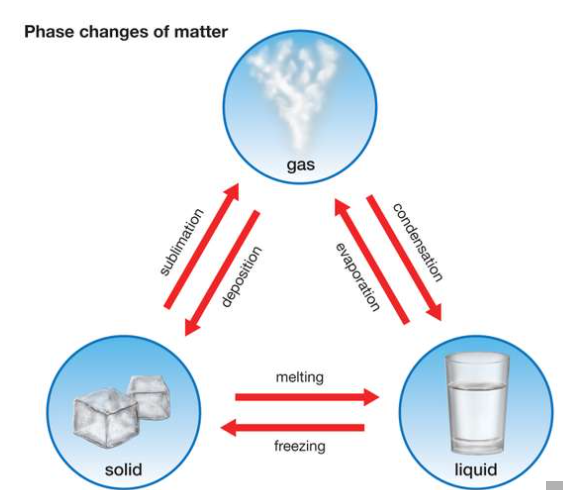 Phase changes of matter
gas
sublimation
deposition
evaporation
condensation
melting
freezing
solid
liquid